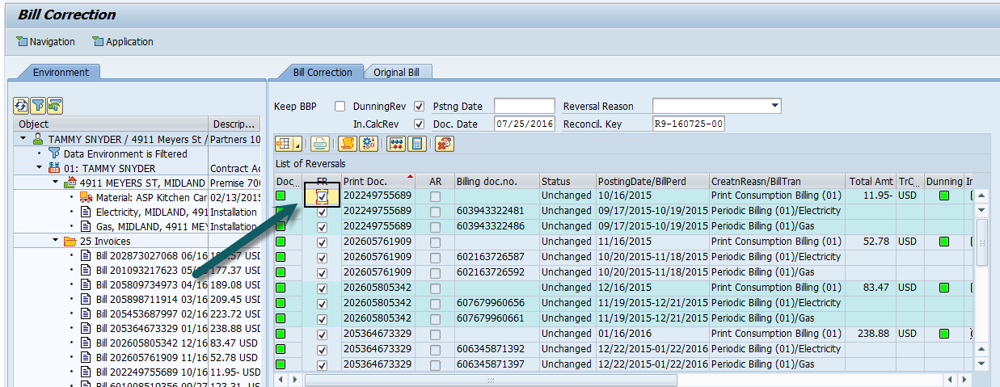 Bill Correction
Navigation Application
Environment
Object Descrip...
TAMMY SNYDER / 4911 Meyers St / Partners 10
Data Environment is Filtered
01: TAMMY SNYDER Contract Ac
4911 MEYERS ST, MIDLAND Premise 700
Material: ASP Kitchen Car 02/13/2015
Electricity, MIDLAND, 491 Installation
Gas, MIDLAND, 4911 MEY Installation
25 Invoices
Bill 202873027068 06/16 USD
Bill 201093217623 177.37 USD
Bill 205809734973 04/16 189.08 USD
Bill 205898711914 03/16 209.45 USD
Bill 205453687997 02/16 223.72 USD
Bill 205364673329 01/16 238.88 USD
Bill 202605805342 12/16 83.47 USD
Bill 202605761909 11/16 52.78 USD
Bill 202249755689 10/16 11.95- USD
Bill 601008519356 09/27 123.31 US
Bill Correction Original Bill
Keep BBP DunningRev Pstng Date Reversal Reason
In.CalcRev Doc. Date 07/25/2016 Reconcil. Key R9-160725-00
List of Reversals
Doc... FR Print Doc. AR Billing doc.no. Status PostingDate/BillPerd CreatnReasn/BillTran Total Amt TrC.. Dunning Ir
202249755689 Unchanged 10/16/2015 Print Consumption Billing (01) 11.95- USD
202249755689 603943322481 Unchanged 09/17/2015-10/19/2015 Periodic Billing (01)/Electricity
202249755689 603943322486 Unchanged 09/17/2015-10/19/2015 Periodic Billing (01)/Gas
202605761909 Unchanged 11/16/2015 Print Consumption Billing (01) 52.78 USD
202605761909 602163726587 Unchanged 10/20/2015-11/18/2015 Periodic Billing (01)/Electricity
202605761909 602163726592 Unchanged 10/20/2015-11/18/2015 Periodic Billing (01)/Gas
202605805342 Unchanged 12/16/2015 Print Consumption Billing (01) 83.47 USD
202605805342 607679960656 Unchanged 11/19/2015-12/21/2015 Periodic Billing (01)/Electricity
202605805342 607679960661 Unchanged 11/19/2015-12/21/2015 Periodic Billing (01)/Gas
205364673329 Unchanged 01/16/2016 Print Consumption Billing (01) 238.88 USD
205364673329 606345871392 Unchanged 12/22/2015-01/22/2016 Periodic Billing (01)/Electricity
205364673329 606345871397 Unchanged 12/22/2015-01/22/2016 Periodic Billing (01)/Gas